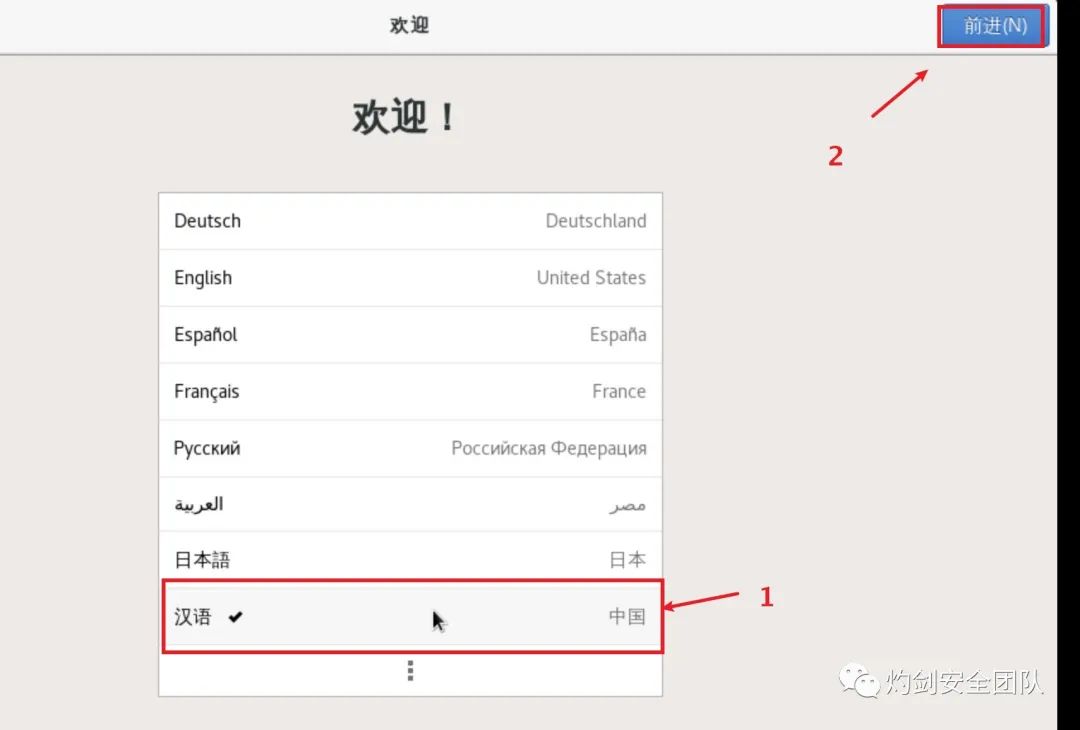 欢迎
前进(N)
欢迎！
2
Deutsch Deutschland
English United States
Español España
Français France
Русский Российская Федерация
العربية مصر
日本語 日本
汉语 ✔ 中国
1
灼剑安全团队